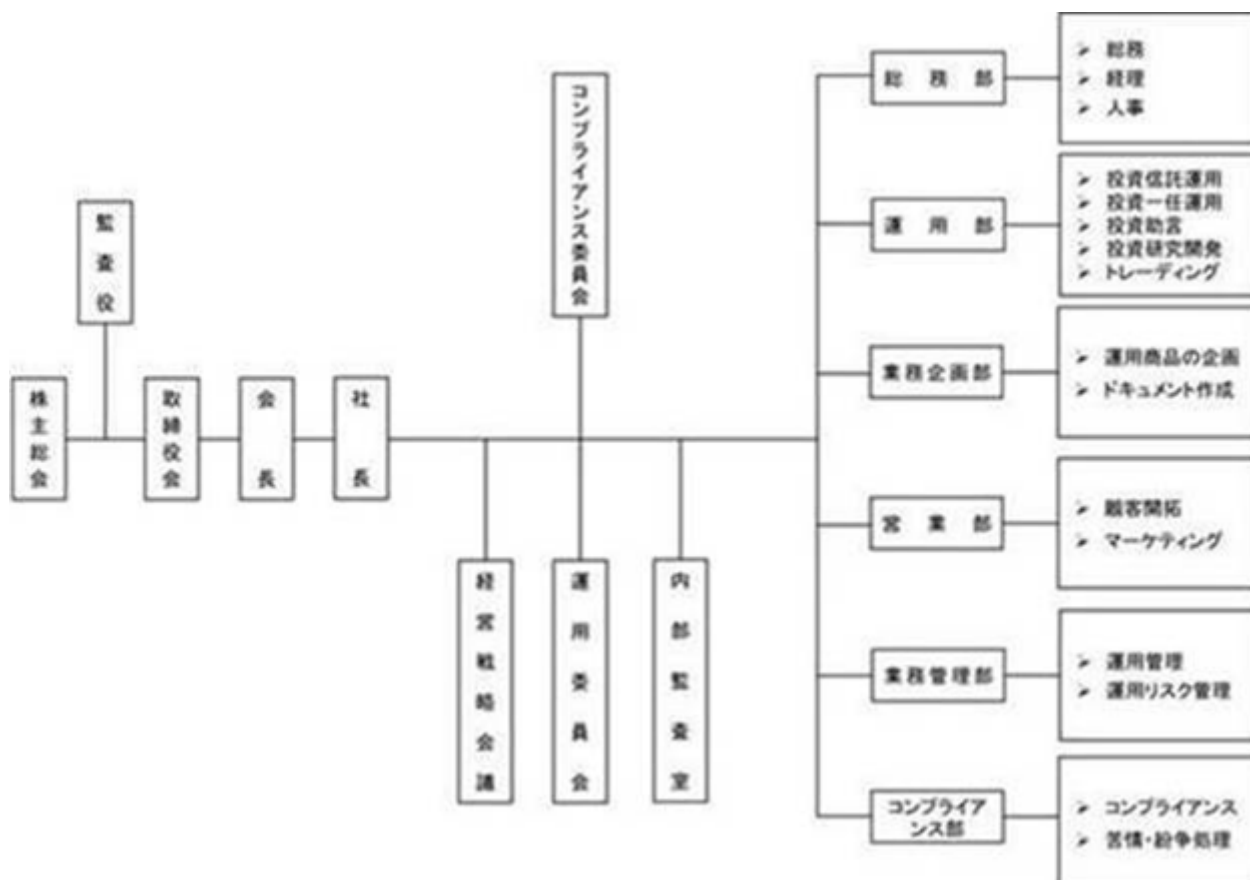 株主総会
監査役
取締役会
会長
社長
コンプライアンス委員会
経営戦略会議
運用委員会
内部監査室
総務部
総務
経理
人事
運用部
投資信託運用
投資一任運用
投資助言
投資研究開発
トレーディング
業務企画部
運用商品の企画
ドキュメント作成
営業部
顧客開拓
マーケティング
業務管理部
運用管理
運用リスク管理
コンプライア
ンス部
コンプライアンス
苦情・紛争処理